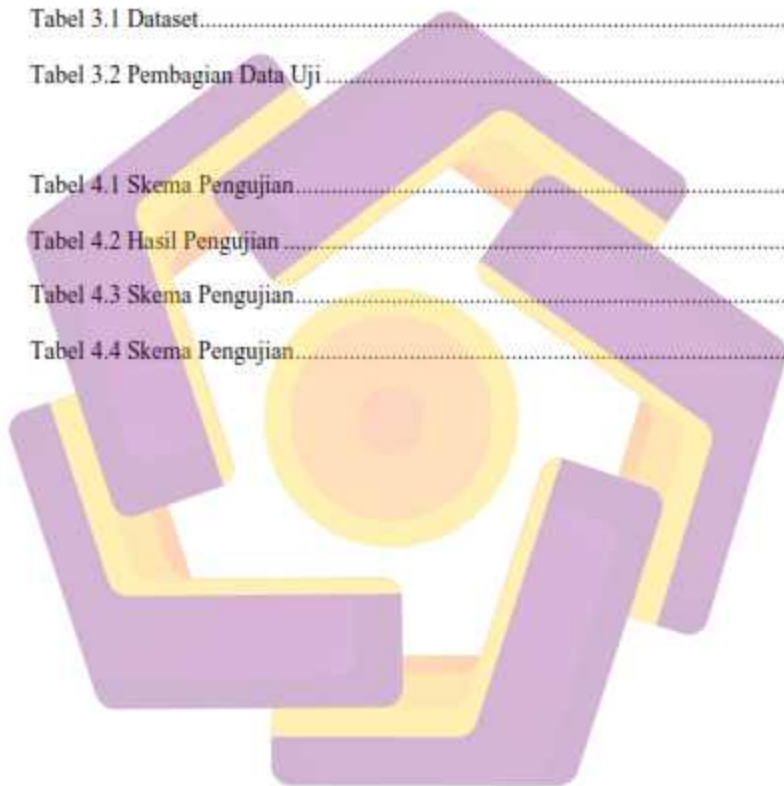 Tabel 3.1 Dataset........................................................................................................
Tabel 3.2 Pembagian Data Uji................................................................................
Tabel 4.1 Skema Pengujian.....................................................................................
Tabel 4.2 Hasil Pengujian.......................................................................................
Tabel 4.3 Skema Pengujian.....................................................................................
Tabel 4.4 Skema Pengujian.....................................................................................